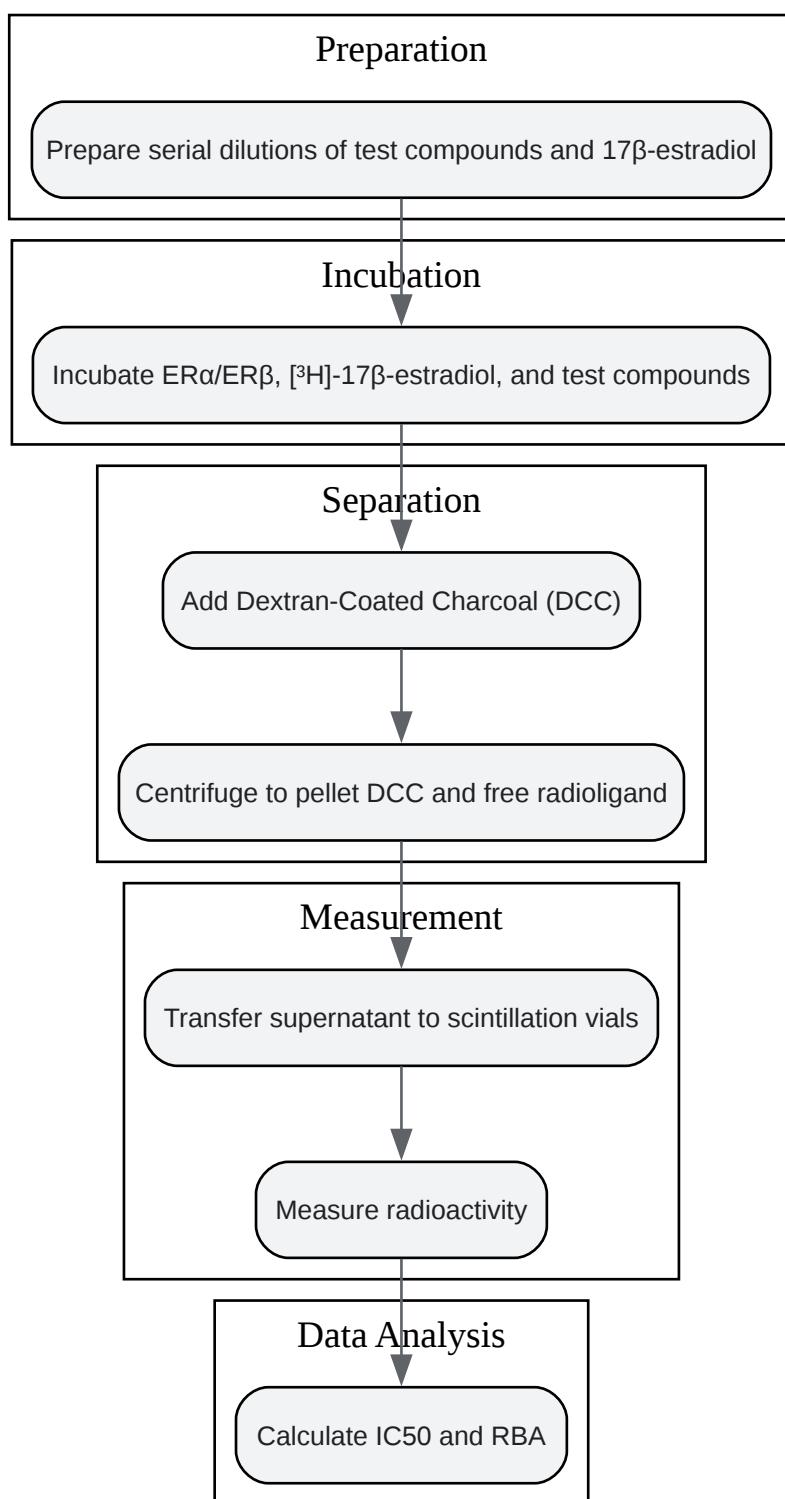 Preparation
Prepare serial dilutions of test compounds and 17β-estradiol
Incubation
Incubate ERα/ERβ, [³H]-17β-estradiol, and test compounds
Separation
Add Dextran-Coated Charcoal (DCC)
Centrifuge to pellet DCC and free radioligand
Measurement
Transfer supernatant to scintillation vials
Measure radioactivity
Data Analysis
Calculate IC50 and RBA